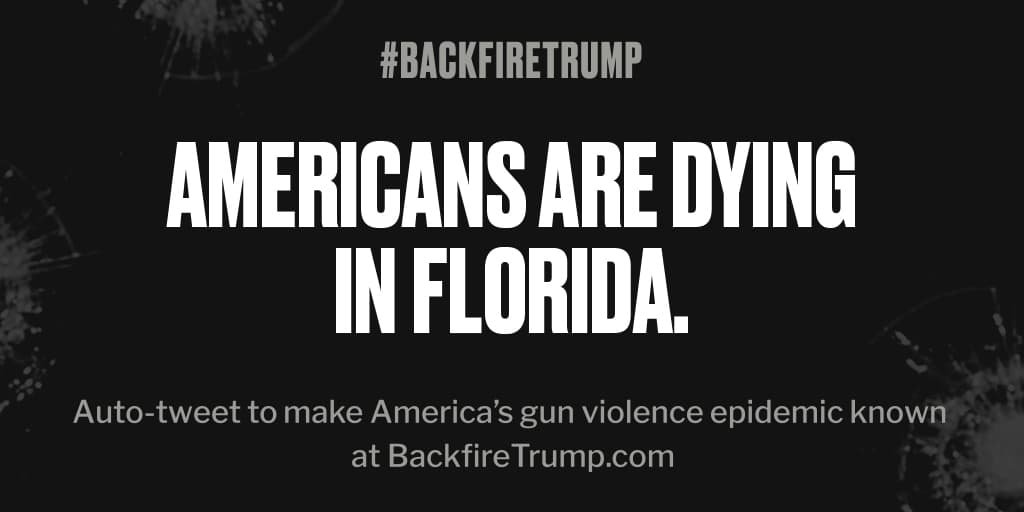 #BACKFIRETRUMP
AMERICANS ARE DYING
IN FLORIDA.
Auto-tweet to make America’s gun violence epidemic known
at BackfireTrump.com